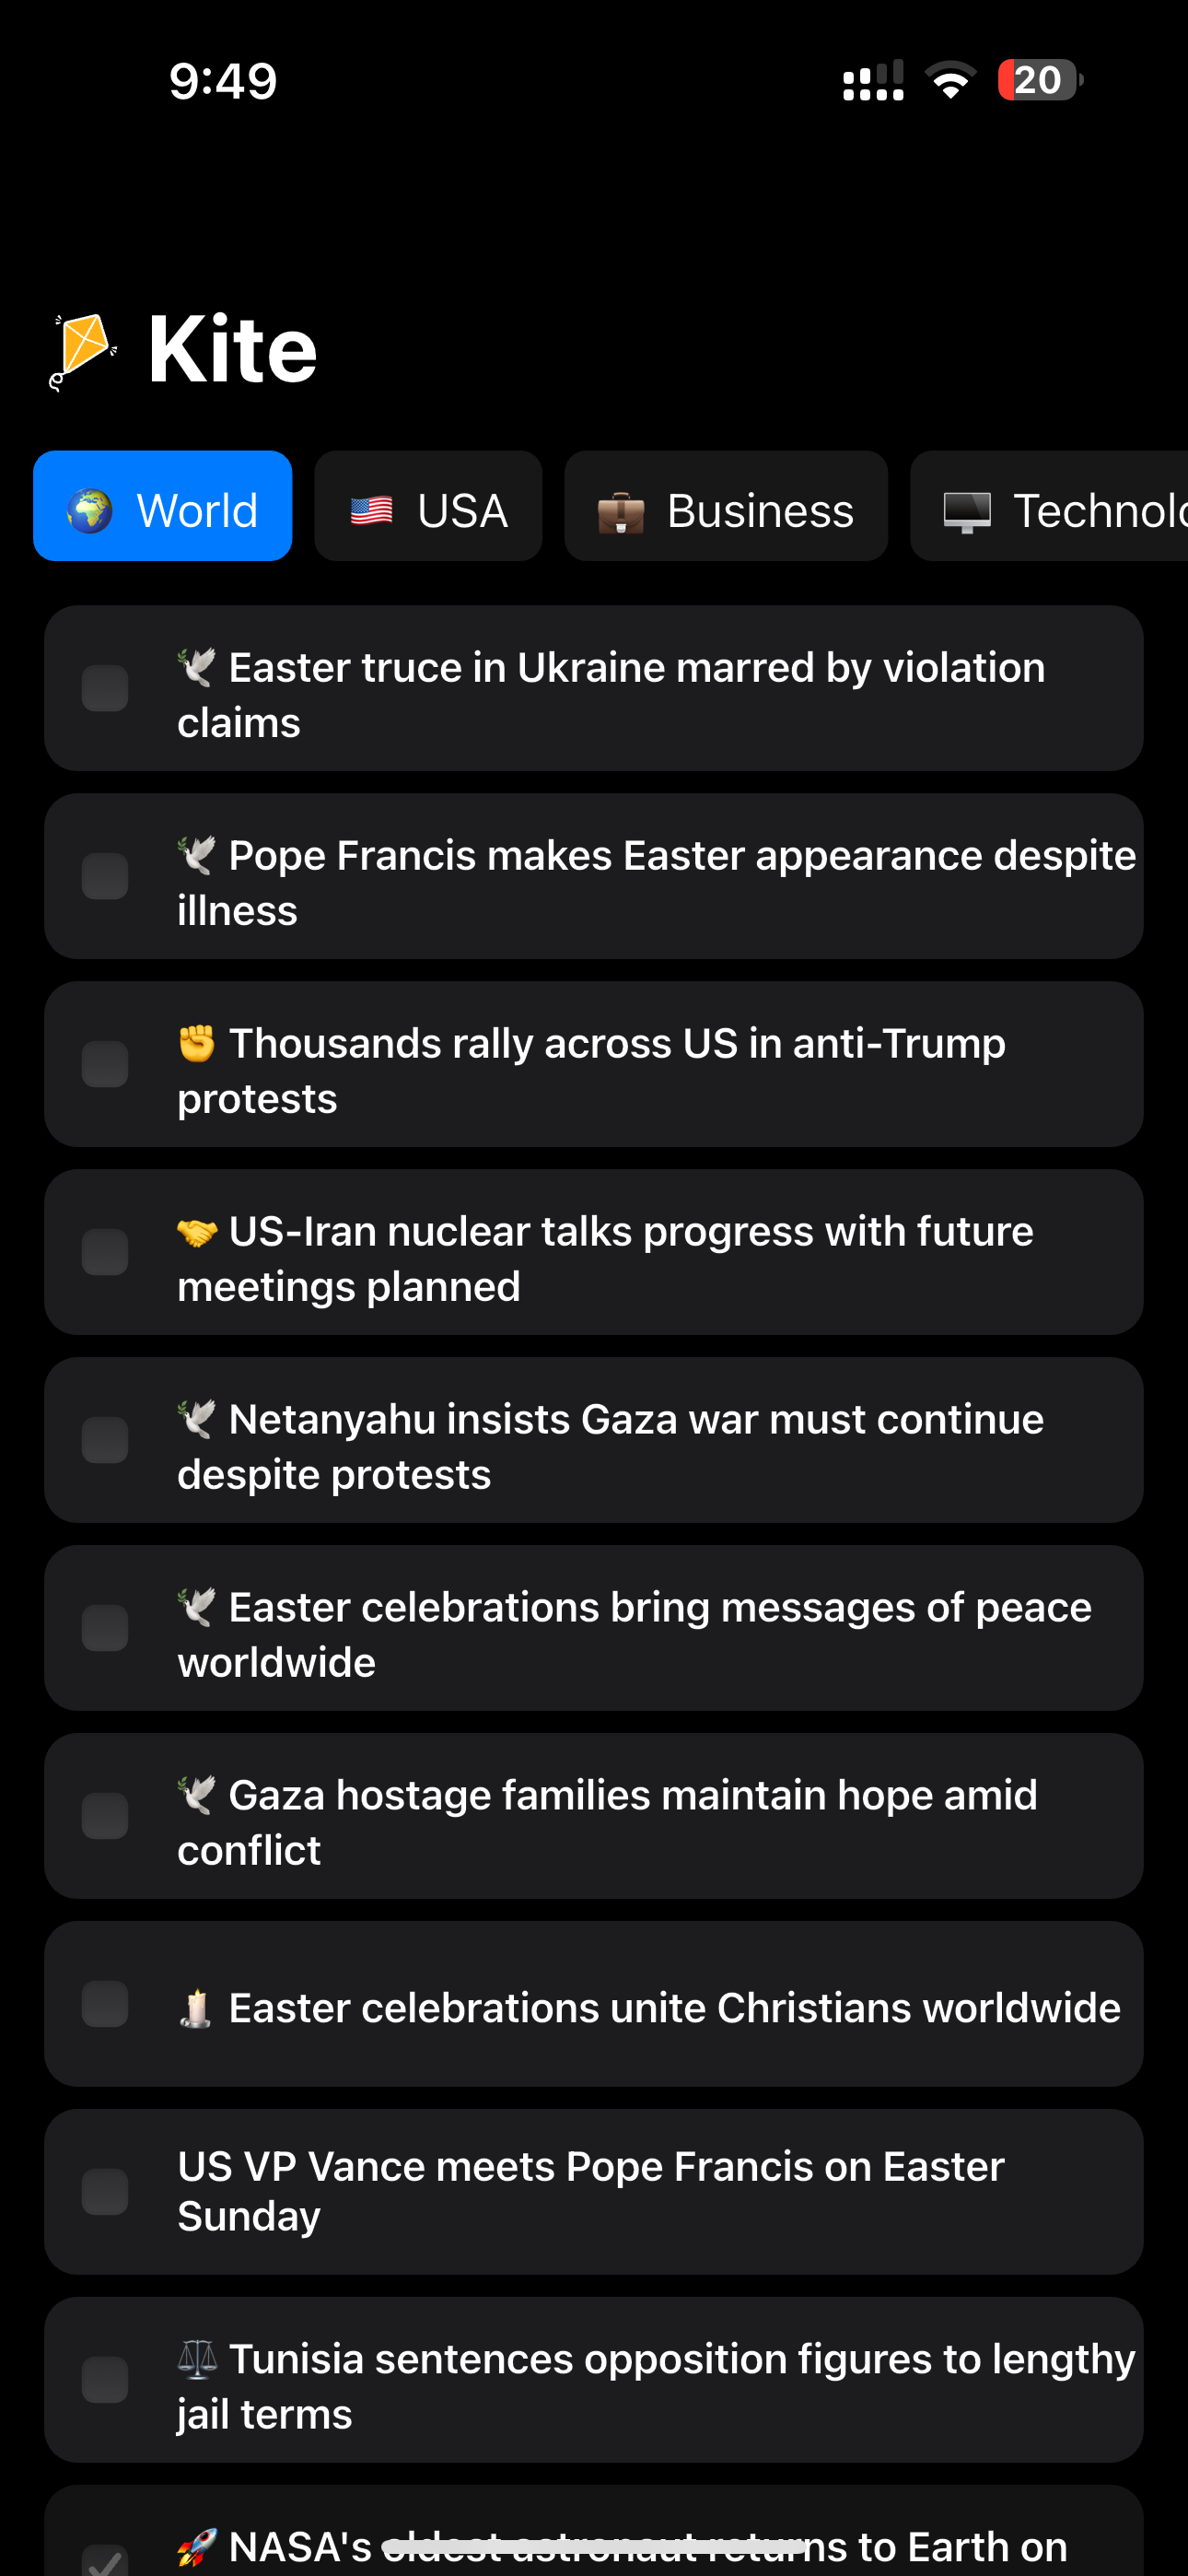 9:49
20
Kite
World
USA
Business
Technolo
Easter truce in Ukraine marred by violation
claims
Pope Francis makes Easter appearance despite
illness
Thousands rally across US in anti-Trump
protests
US-Iran nuclear talks progress with future
meetings planned
Netanyahu insists Gaza war must continue
despite protests
Easter celebrations bring messages of peace
worldwide
Gaza hostage families maintain hope amid
conflict
Easter celebrations unite Christians worldwide
US VP Vance meets Pope Francis on Easter
Sunday
Tunisia sentences opposition figures to lengthy
jail terms
NASA's oldest astronaut returns to Earth on